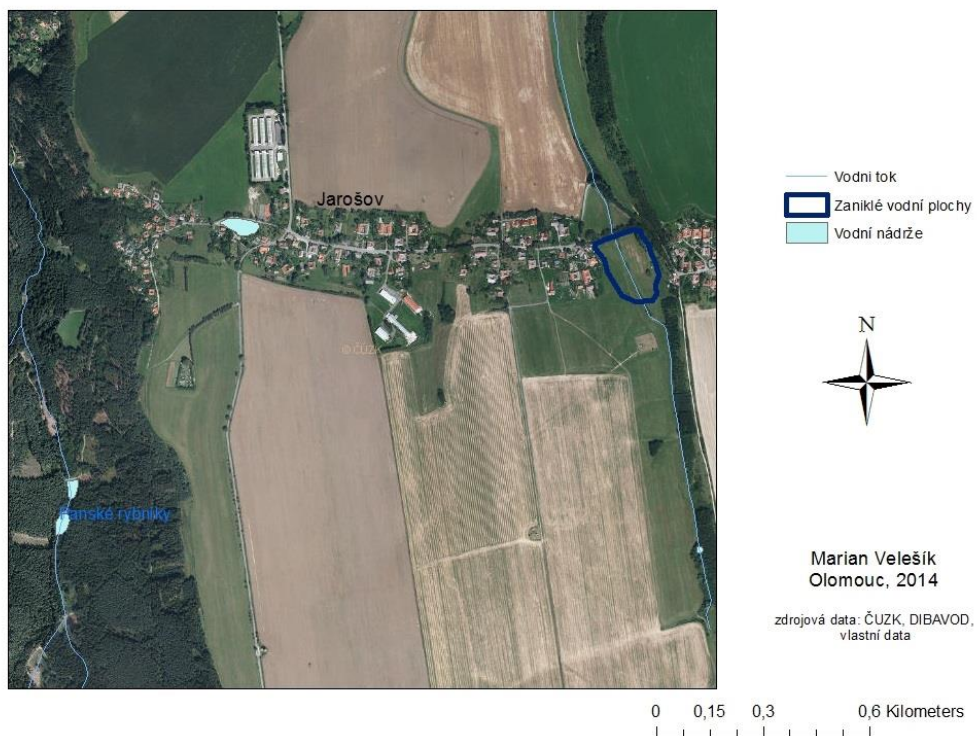 Jarošov
© ČÚZK
Panské rybníky
Vodní tok
Zaniklé vodní plochy
Vodní nádrže
N
Marian Velešík
Olomouc, 2014
zdrojová data: ČUZK, DIBAVOD,
vlastní data
0 0,15 0,3 0,6 Kilometers